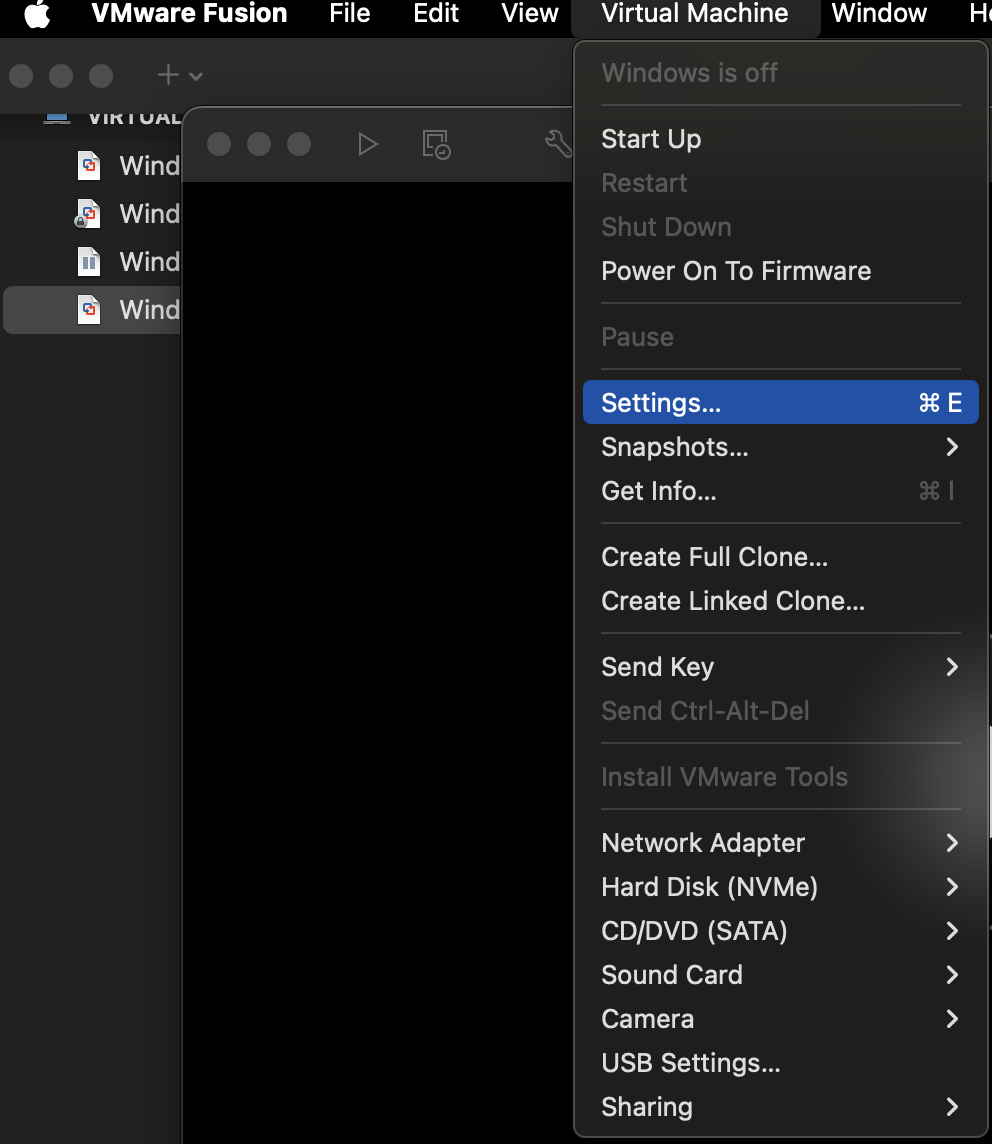 VMware Fusion File Edit View Virtual Machine Window
VIRTUAL
Wind
Wind
Wind
Wind
Windows is off
Start Up
Restart
Shut Down
Power On To Firmware
Pause
Settings... ⌘ E
Snapshots...
Get Info... ⌘ I
Create Full Clone...
Create Linked Clone...
Send Key
Send Ctrl-Alt-Del
Install VMware Tools
Network Adapter
Hard Disk (NVMe)
CD/DVD (SATA)
Sound Card
Camera
USB Settings...
Sharing